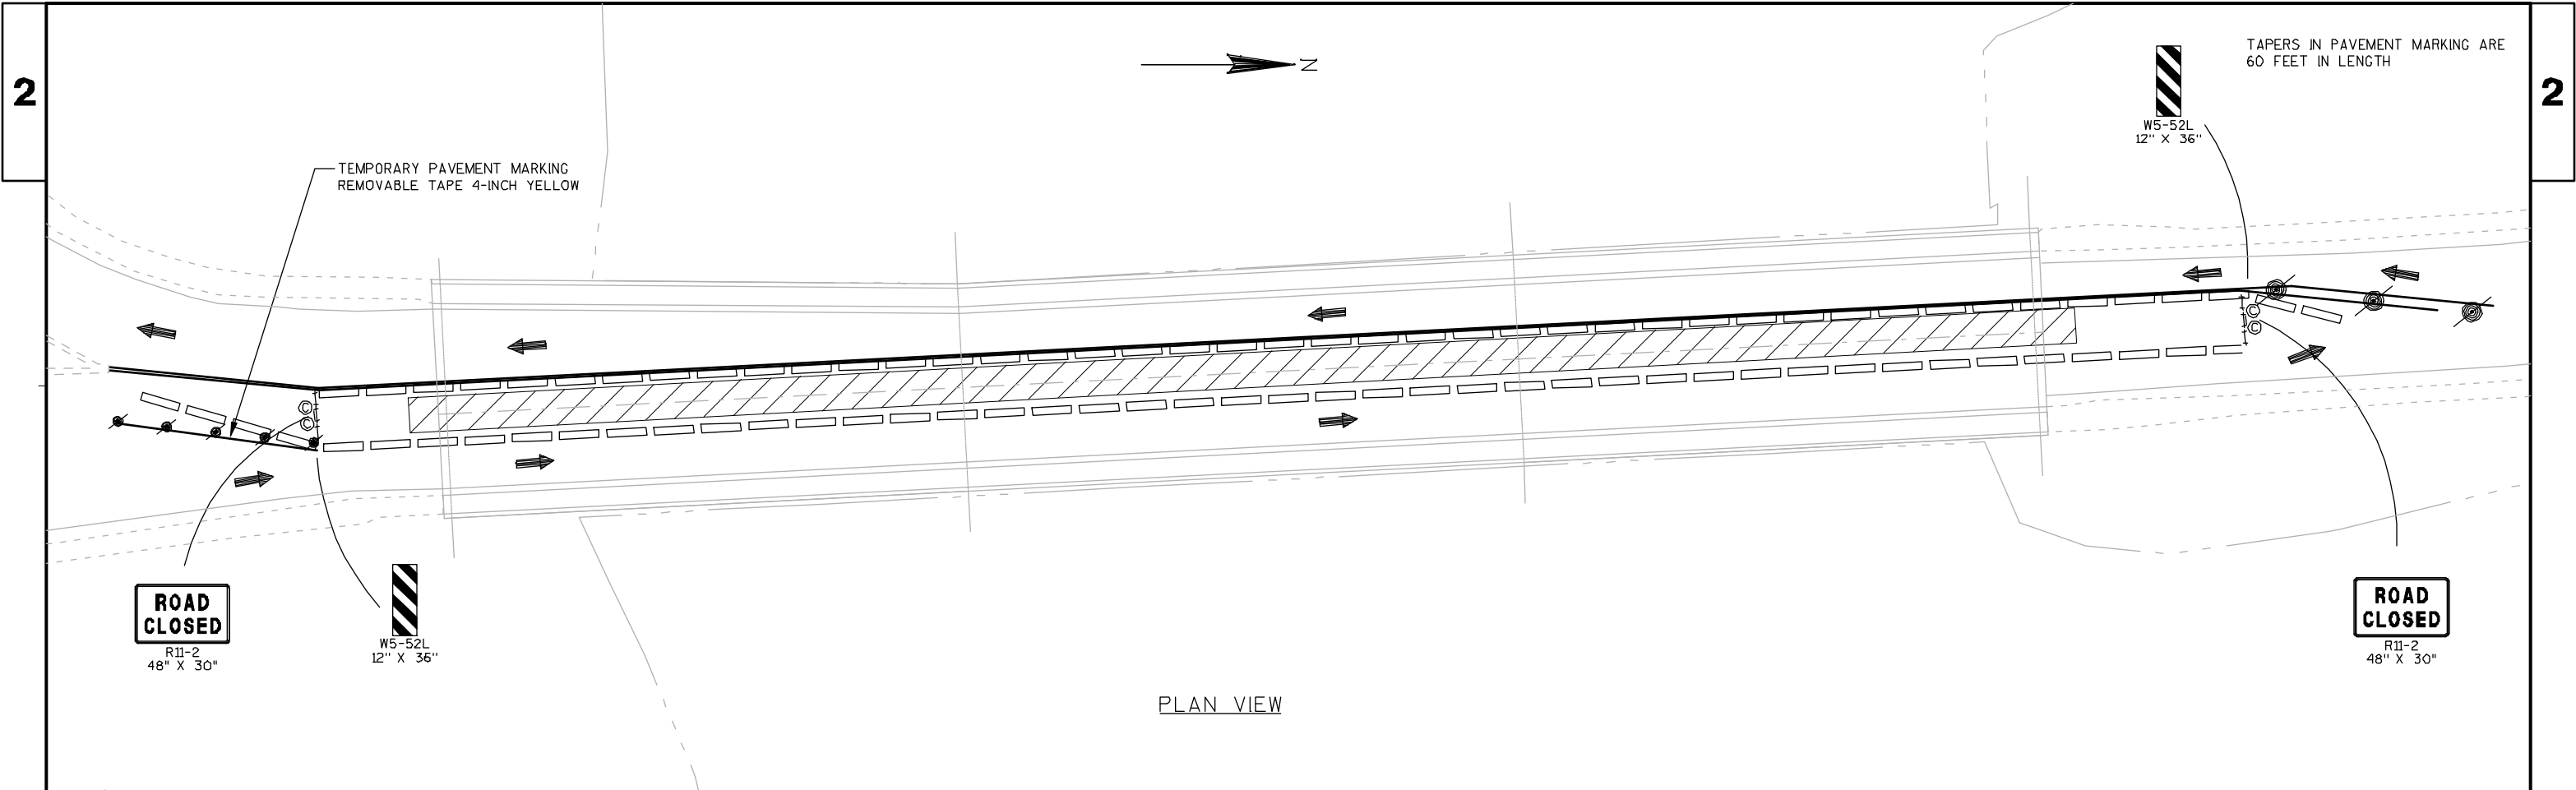 2
2
N
TAPERS IN PAVEMENT MARKING ARE
60 FEET IN LENGTH
W5-52L
12" X 36"
TEMPORARY PAVEMENT MARKING
REMOVABLE TAPE 4-INCH YELLOW
C
C
C
C
ROAD
CLOSED
R11-2
48" X 30"
W5-52L
12" X 36"
ROAD
CLOSED
R11-2
48" X 30"
PLAN VIEW